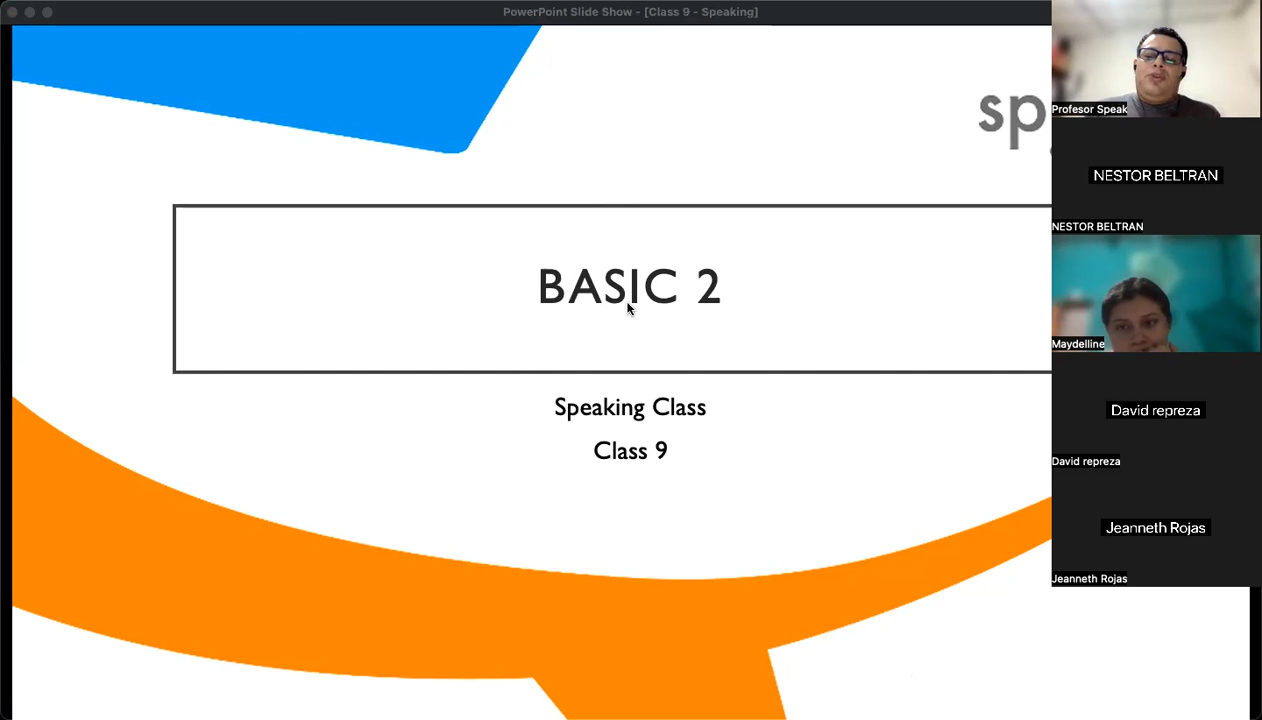 PowerPoint Slide Show - [Class 9 - Speaking]
BASIC 2
Speaking Class
Class 9
Profesor Speak
NESTOR BELTRAN
NESTOR BELTRAN
Maydelline
David repreza
David repreza
Jeanneth Rojas
Jeanneth Rojas